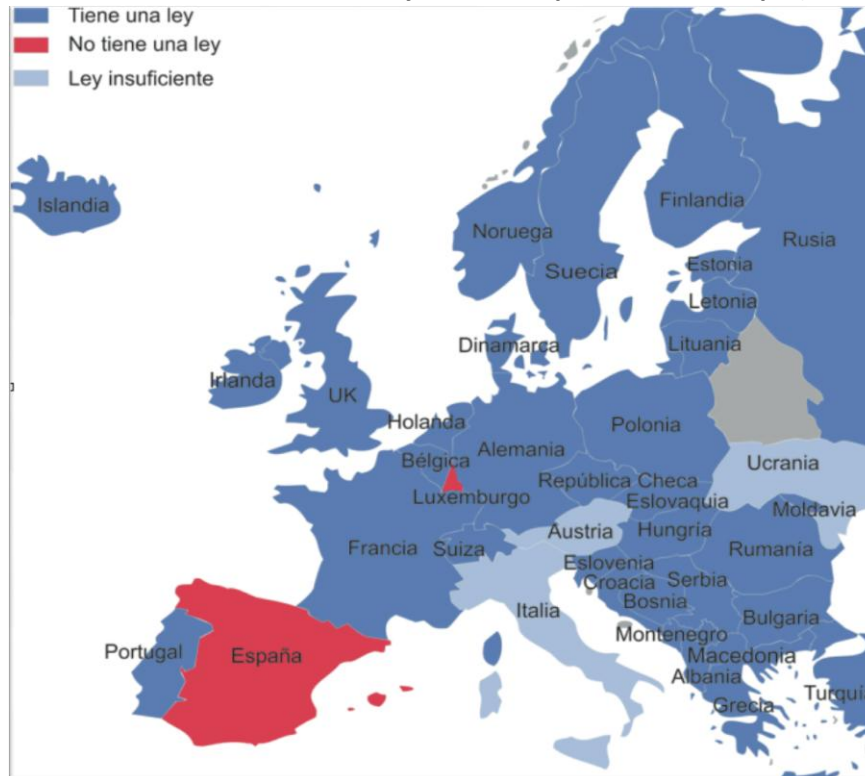 Tiene una ley
No tiene una ley
Ley insuficiente
Islandia
Noruega
Finlandia
Rusia
Suecia
Estonia
Letonia
Dinamarca
Lituania
Irlanda
UK
Holanda
Alemania
Polonia
Bélgica
Ucrania
República Checa
Luxemburgo
Eslovaquia
Moldavia
Austria
Hungría
Francia
Suiza
Rumanía
Eslovenia
Croacia
Serbia
Bosnia
Italia
Bulgaria
Montenegro
Portugal
España
Macedonia
Albania
Turquí
Grecia